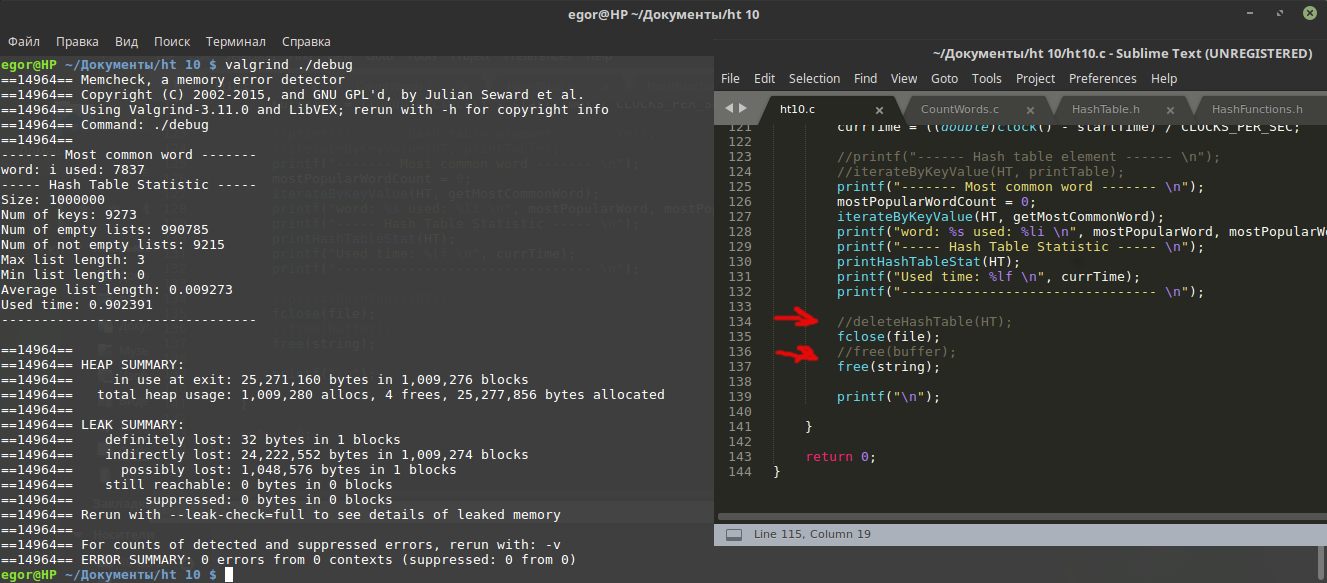 egor@HP ~/Документы/ht 10
Файл Правка Вид Поиск Терминал Справка
egor@HP ~/Документы/ht 10 $ valgrind ./debug
==14964== Memcheck, a memory error detector
==14964== Copyright (C) 2002-2015, and GNU GPL'd, by Julian Seward et al.
==14964== Using Valgrind-3.11.0 and LibVEX; rerun with -h for copyright info
==14964== Command: ./debug
==14964==
------- Most common word -------
word: i used: 7837
----- Hash Table Statistic -----
Size: 1000000
Num of keys: 9273
Num of empty lists: 990785
Num of not empty lists: 9215
Max list length: 3
Min list length: 0
Average list length: 0.009273
Used time: 0.902391
--------------------------------
==14964==
==14964== HEAP SUMMARY:
==14964==     in use at exit: 25,271,160 bytes in 1,009,276 blocks
==14964==   total heap usage: 1,009,280 allocs, 4 frees, 25,277,856 bytes allocated
==14964==
==14964== LEAK SUMMARY:
==14964==    definitely lost: 32 bytes in 1 blocks
==14964==    indirectly lost: 24,222,552 bytes in 1,009,274 blocks
==14964==      possibly lost: 1,048,576 bytes in 1 blocks
==14964==    still reachable: 0 bytes in 0 blocks
==14964==         suppressed: 0 bytes in 0 blocks
==14964== Rerun with --leak-check=full to see details of leaked memory
==14964==
==14964== For counts of detected and suppressed errors, rerun with: -v
==14964== ERROR SUMMARY: 0 errors from 0 contexts (suppressed: 0 from 0)
egor@HP ~/Документы/ht 10 $
~/Документы/ht 10/ht10.c - Sublime Text (UNREGISTERED)
File Edit Selection Find View Goto Tools Project Preferences Help
ht10.c × CountWords.c × HashTable.h × HashFunctions.h
121 currTime = ((double)clock() - startTime) / CLOCKS_PER_SEC;
122
123 //printf("------ Hash table element ------ \n");
124 //iterateByKeyValue(HT, printTable);
125 printf("------- Most common word ------- \n");
126 mostPopularWordCount = 0;
127 iterateByKeyValue(HT, getMostCommonWord);
128 printf("word: %s used: %li \n", mostPopularWord, mostPopularW
129 printf("----- Hash Table Statistic ----- \n");
130 printHashTableStat(HT);
131 printf("Used time: %lf \n", currTime);
132 printf("-------------------------------- \n");
133
134 //deleteHashTable(HT);
135 fclose(file);
136 //free(buffer);
137 free(string);
138
139 printf("\n");
140
141 }
142
143 return 0;
144 }
Line 115, Column 19